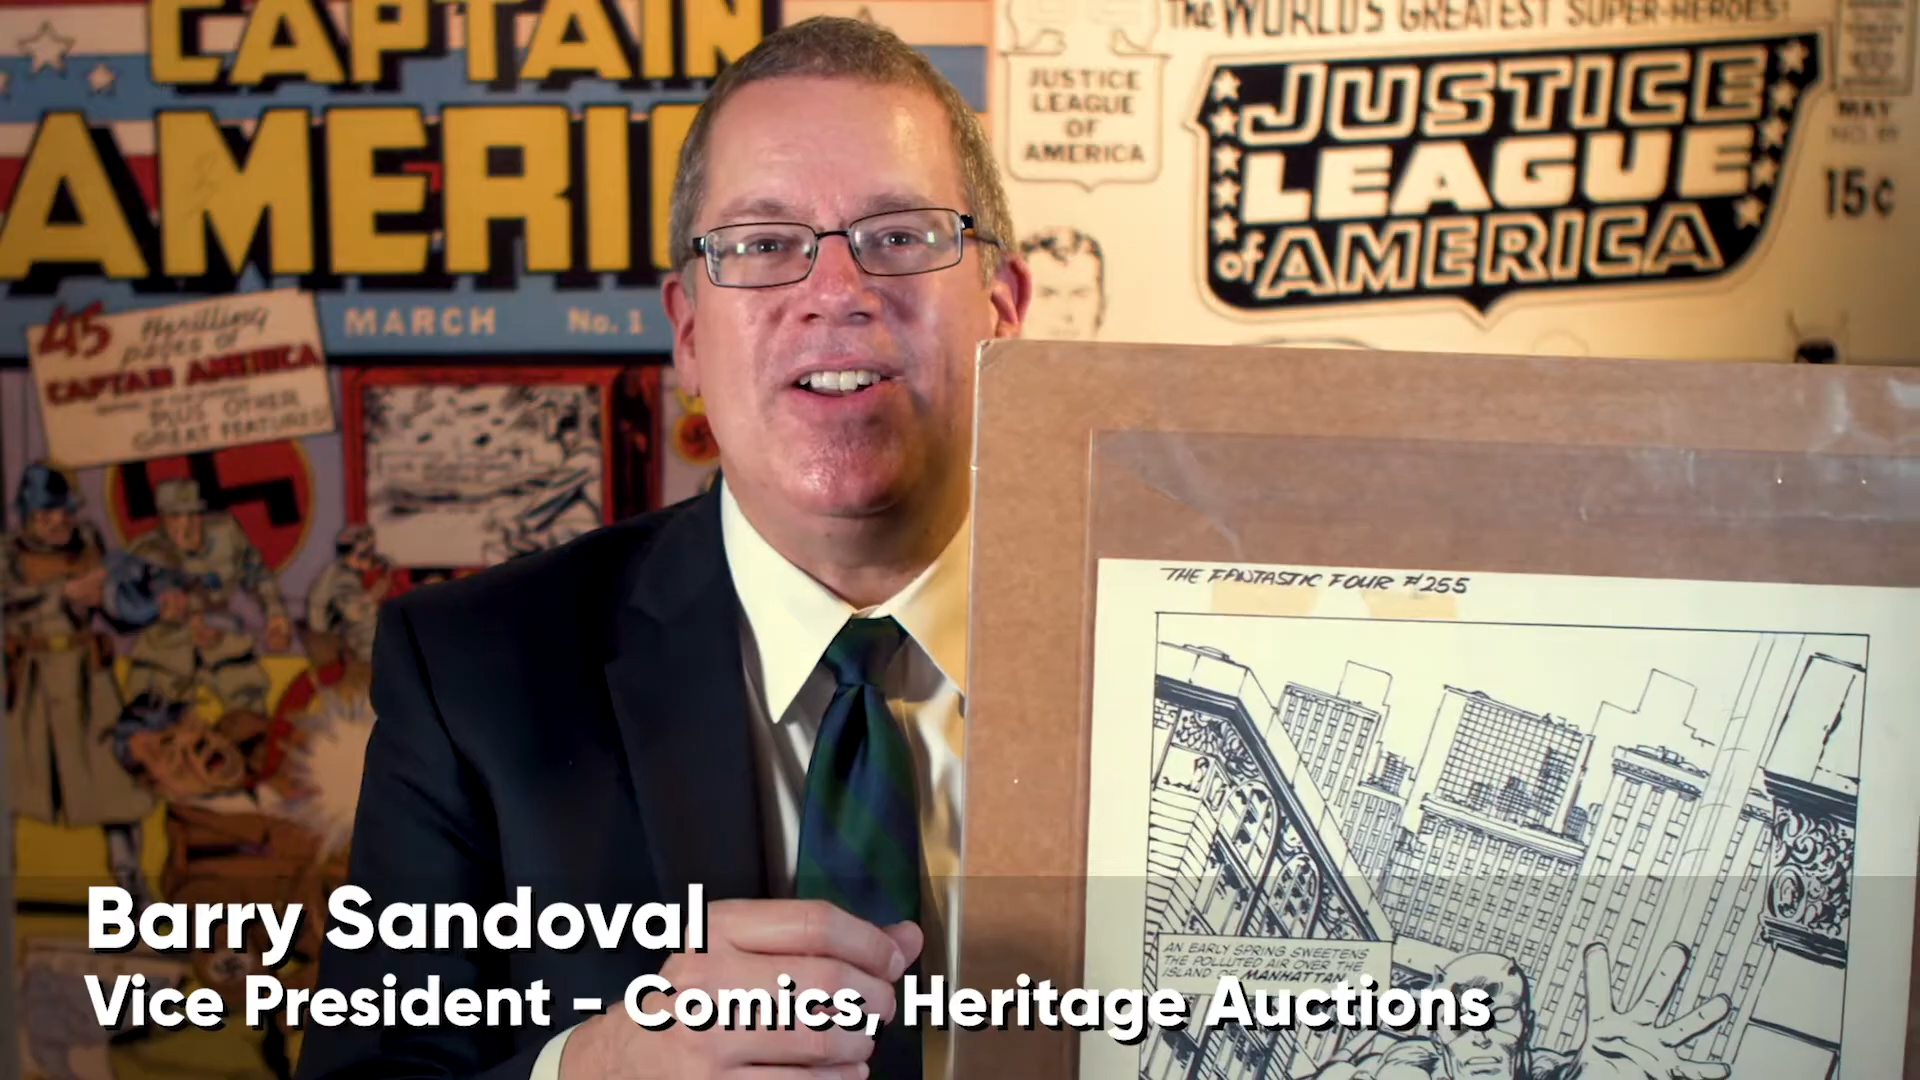 CAPTAIN
AMERI
MARCH No. 1
45 thrilling
pages of
CAPTAIN AMERICA
PLUS OTHER
GREAT FEATURES!
The WORLD'S GREATEST SUPER-HEROES!
JUSTICE
LEAGUE
OF
AMERICA
JUSTICE
LEAGUE
of AMERICA
MAY
15¢
THE FANTASTIC FOUR #255
AN EARLY SPRING SWEETENS
THE POLLUTED AIR OVER THE
ISLAND OF MANHATTAN
Barry Sandoval
Vice President - Comics, Heritage Auctions